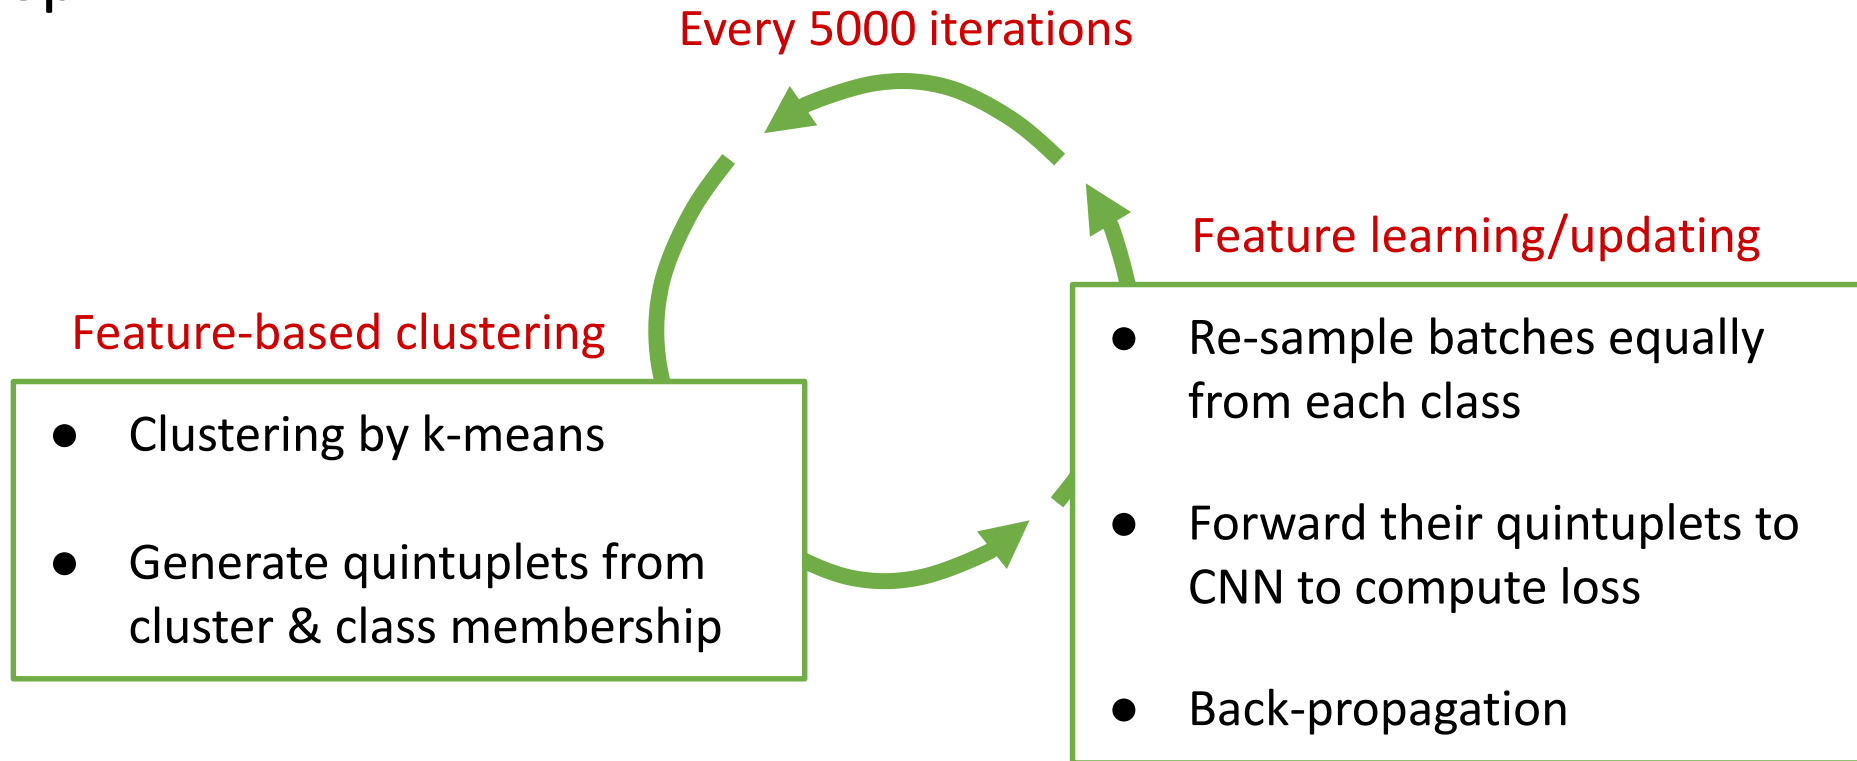 Every 5000 iterations
Feature learning/updating
Feature-based clustering
● Re-sample batches equally
from each class
● Clustering by k-means
● Generate quintuplets from
cluster & class membership
● Forward their quintuplets to
CNN to compute loss
● Back-propagation